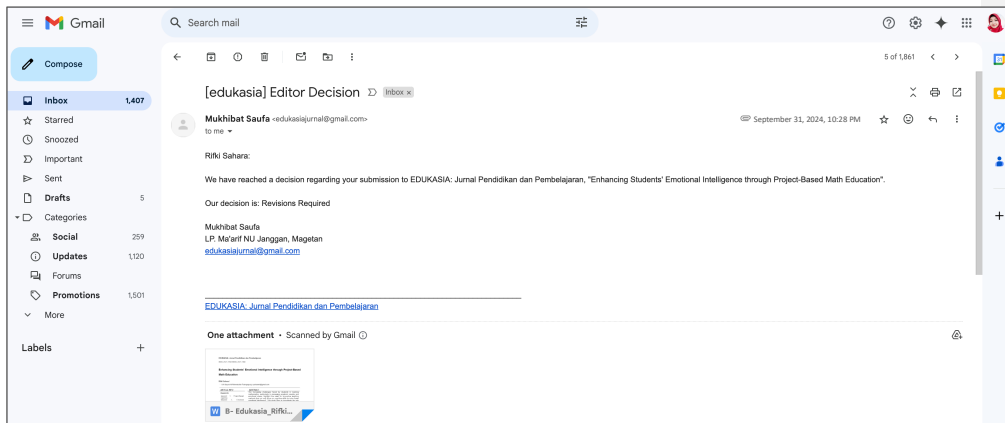 Gmail
Search mail
Compose
5 of 1,861
Inbox 1,407
Starred
Snoozed
Important
Sent
Drafts 5
Categories
Social 259
Updates 1,120
Forums
Promotions 1,501
More
Labels
[edukasia] Editor Decision Inbox x
Mukhibat Saufa <edukasiajurnal@gmail.com> September 31, 2024, 10:28 PM
to me
Rifki Sahara:
We have reached a decision regarding your submission to EDUKASIA: Jurnal Pendidikan dan Pembelajaran, "Enhancing Students' Emotional Intelligence through Project-Based Math Education".
Our decision is: Revisions Required
Mukhibat Saufa
LP. Ma'arif NU Janggan, Magetan
edukasiajurnal@gmail.com
EDUKASIA: Jurnal Pendidikan dan Pembelajaran
One attachment • Scanned by Gmail
Enhancing Students' Emotional Intelligence through Project-Based
Math Education
W B- Edukasia_Rifki...